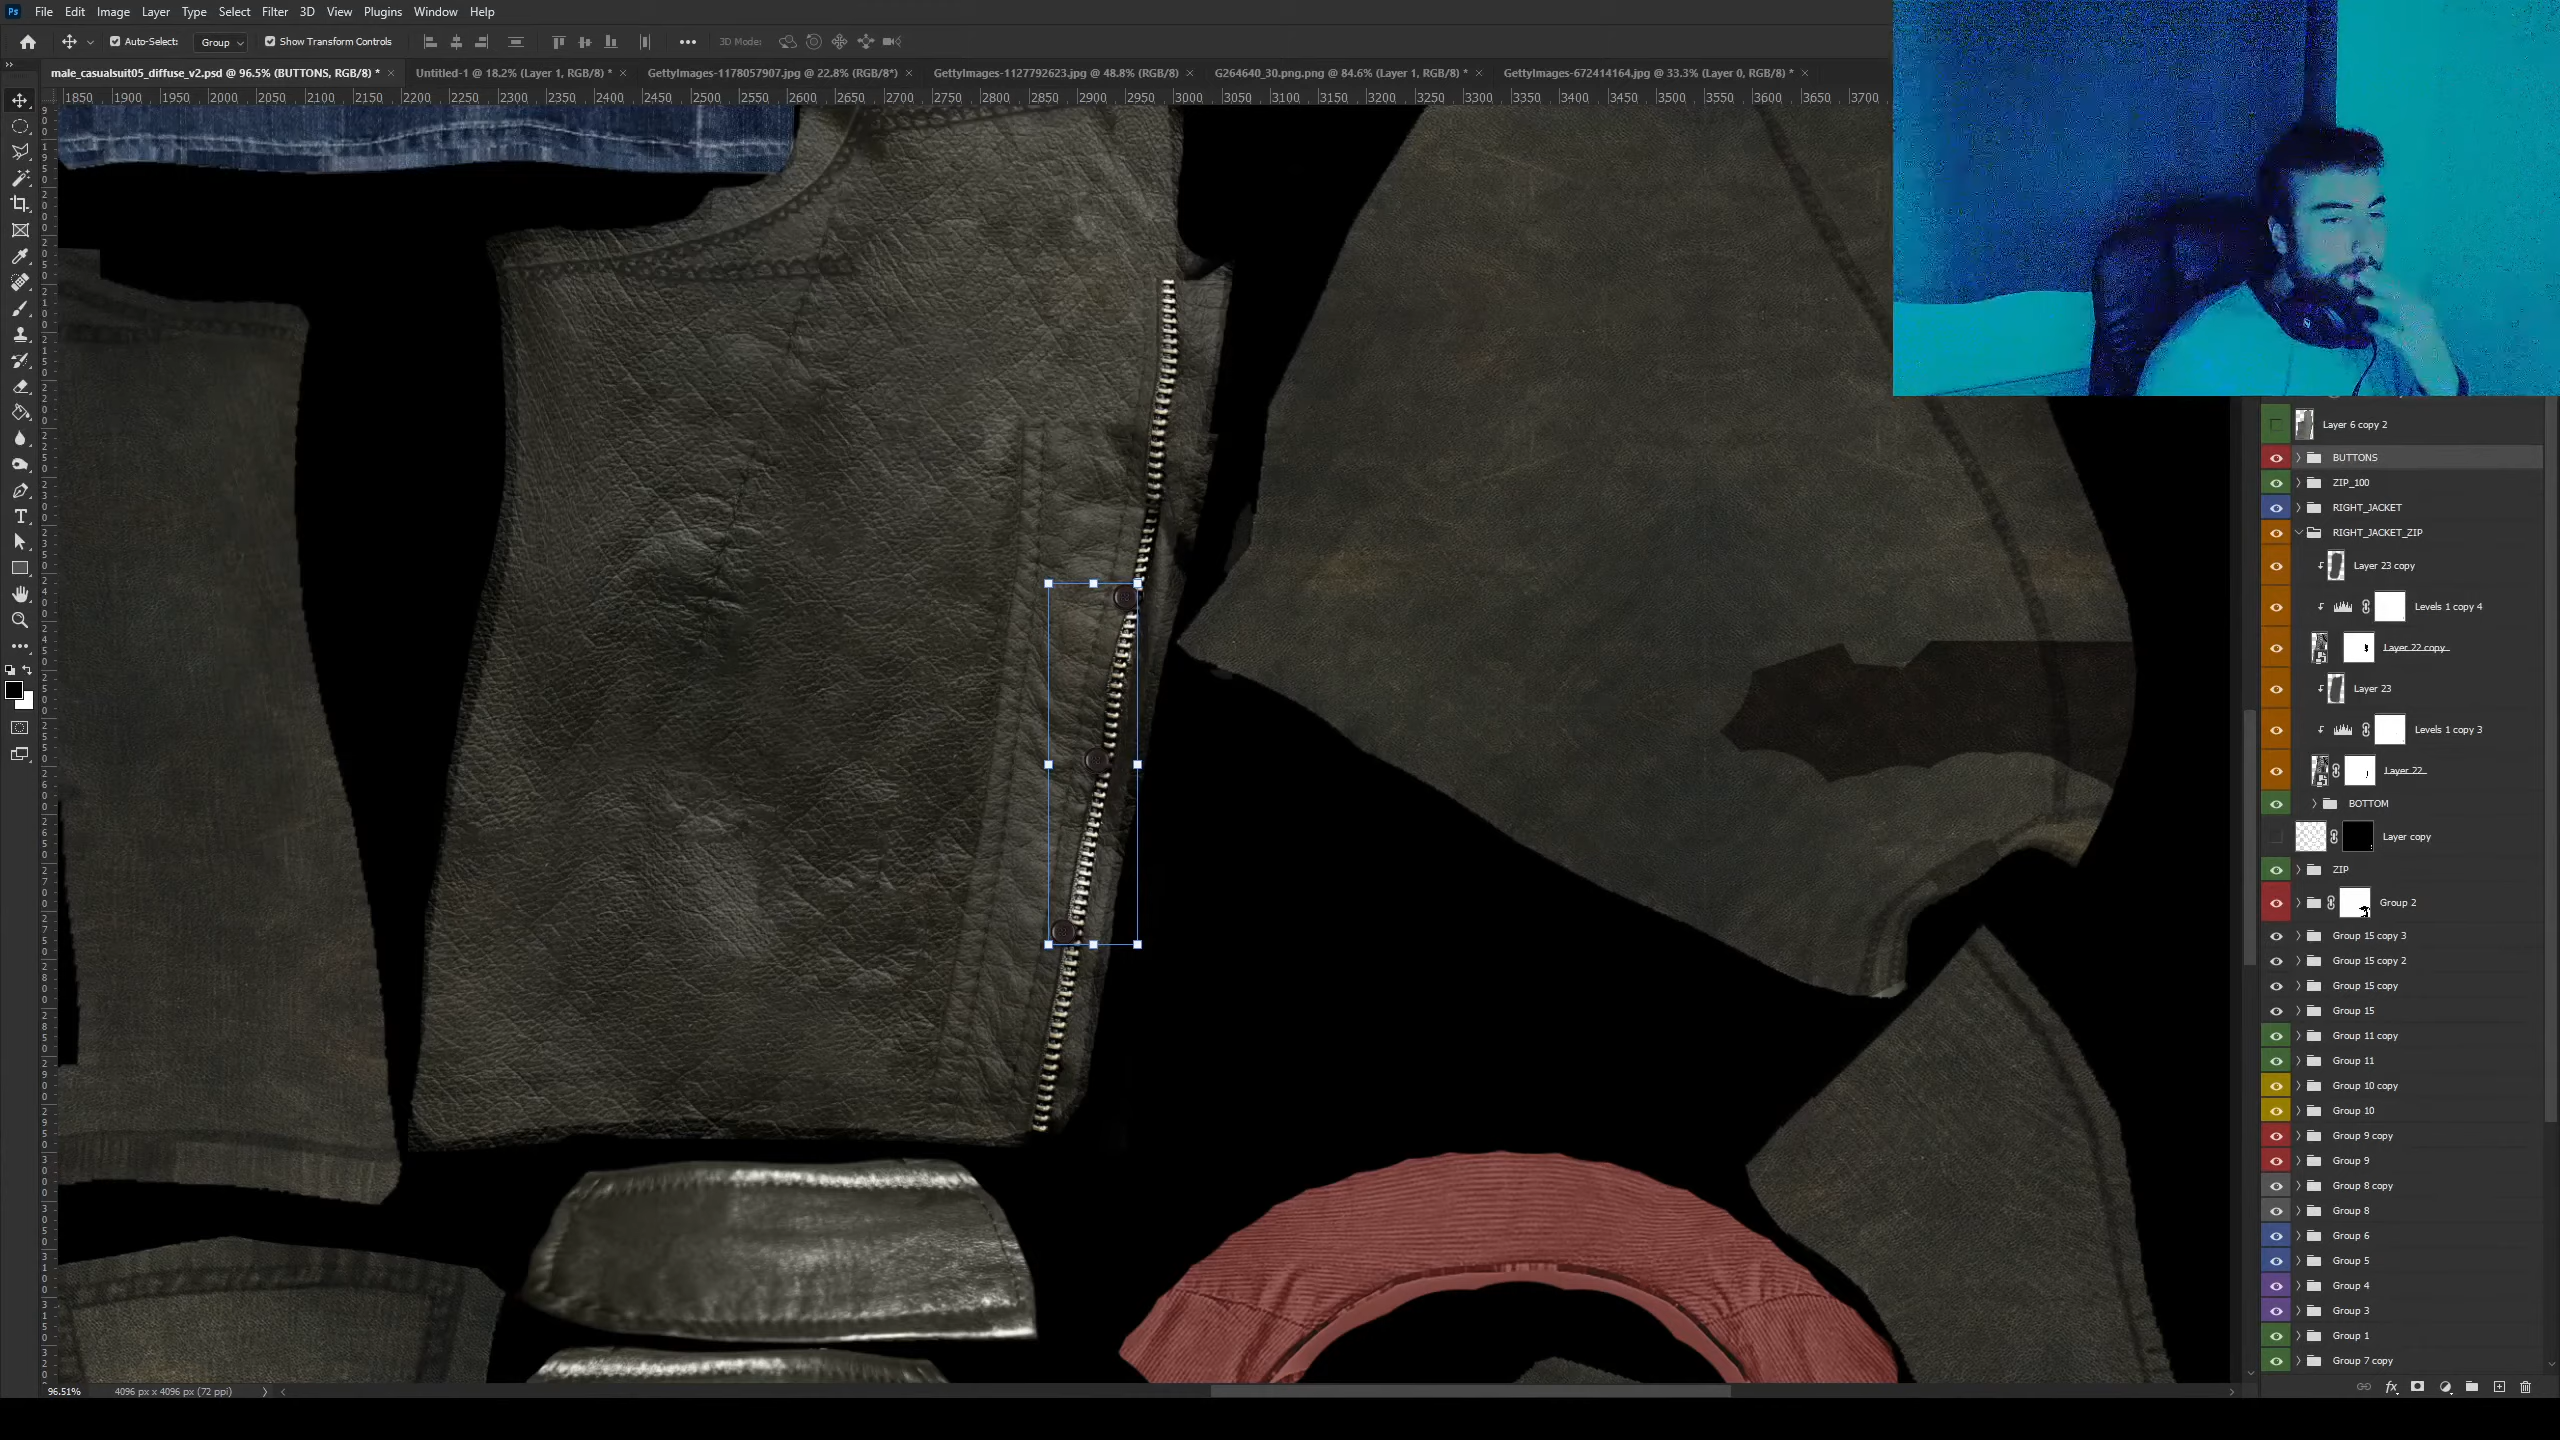 Ps File Edit Image Layer Type Select Filter 3D View Plugins Window Help
Auto-Select: Group Show Transform Controls 3D Mode:
male_casualsuit05_diffuse_v2.psd @ 96.5% (BUTTONS, RGB/8) * Untitled-1 @ 18.2% (Layer 1, RGB/8) * GettyImages-1178057907.jpg @ 22.8% (RGB/8*) GettyImages-1127792623.jpg @ 48.8% (RGB/8) G264640_30.png.png @ 84.6% (Layer 1, RGB/8) * GettyImages-672414164.jpg @ 33.3% (Layer 0, RGB/8) *
1850 1900 1950 2000 2050 2100 2150 2200 2250 2300 2350 2400 2450 2500 2550 2600 2650 2700 2750 2800 2850 2900 2950 3000 3050 3100 3150 3200 3250 3300 3350 3400 3450 3500 3550 3600 3650 3700
Layer 6 copy 2
BUTTONS
ZIP_100
RIGHT_JACKET
RIGHT_JACKET_ZIP
Layer 23 copy
Levels 1 copy 4
Layer 22 copy
Layer 23
Levels 1 copy 3
Layer 22
BOTTOM
Layer copy
ZIP
Group 2
Group 15 copy 3
Group 15 copy 2
Group 15 copy
Group 15
Group 11 copy
Group 11
Group 10 copy
Group 10
Group 9 copy
Group 9
Group 8 copy
Group 8
Group 6
Group 5
Group 4
Group 3
Group 1
Group 7 copy
96.51% 4096 px x 4096 px (72 ppi)